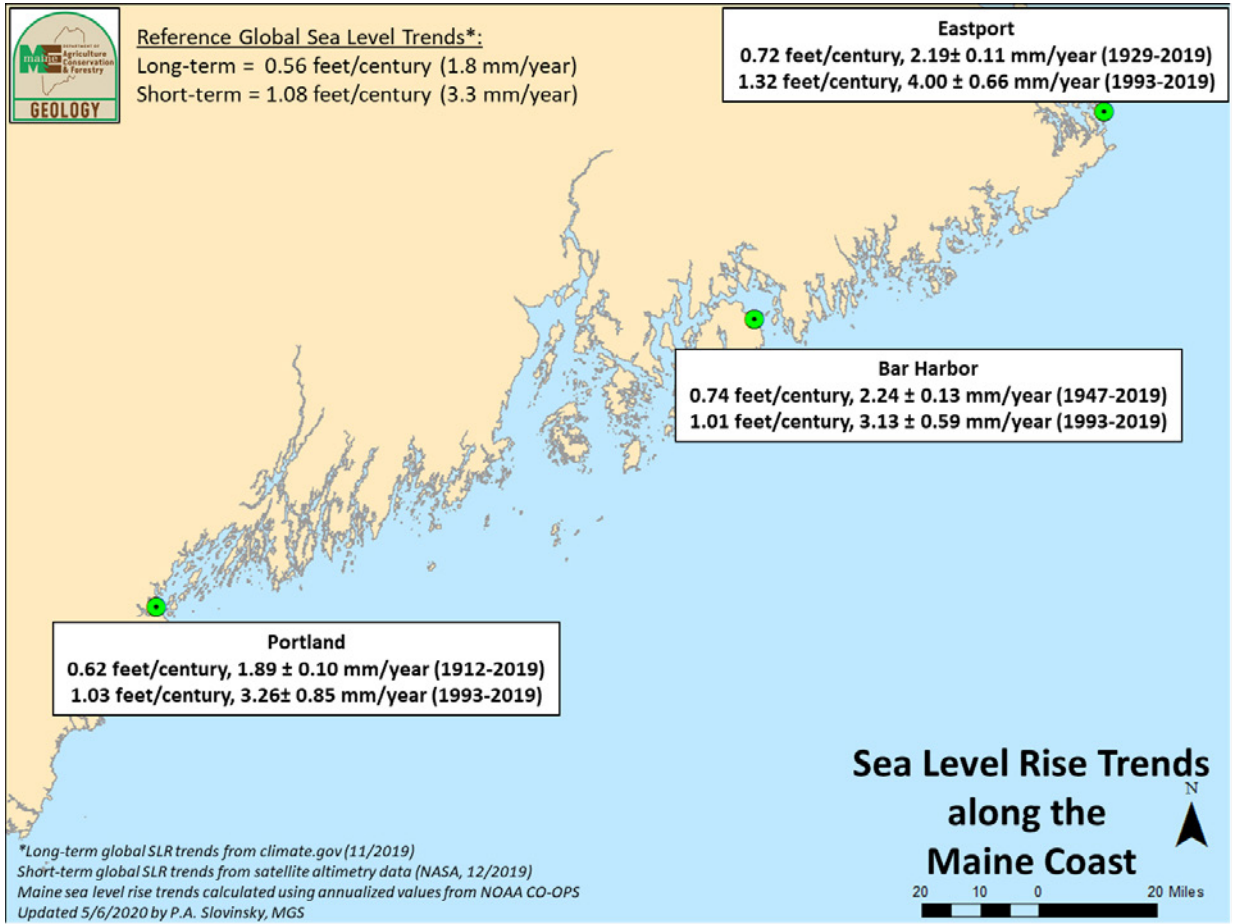 DEPARTMENT OF
maine
Agriculture
Conservation
& Forestry
GEOLOGY
Reference Global Sea Level Trends*:
Long-term = 0.56 feet/century (1.8 mm/year)
Short-term = 1.08 feet/century (3.3 mm/year)
Eastport
0.72 feet/century, 2.19± 0.11 mm/year (1929-2019)
1.32 feet/century, 4.00 ± 0.66 mm/year (1993-2019)
Bar Harbor
0.74 feet/century, 2.24 ± 0.13 mm/year (1947-2019)
1.01 feet/century, 3.13 ± 0.59 mm/year (1993-2019)
Portland
0.62 feet/century, 1.89 ± 0.10 mm/year (1912-2019)
1.03 feet/century, 3.26± 0.85 mm/year (1993-2019)
Sea Level Rise Trends
along the
Maine Coast
N
20 10 0 20 Miles
*Long-term global SLR trends from climate.gov (11/2019)
Short-term global SLR trends from satellite altimetry data (NASA, 12/2019)
Maine sea level rise trends calculated using annualized values from NOAA CO-OPS
Updated 5/6/2020 by P.A. Slovinsky, MGS